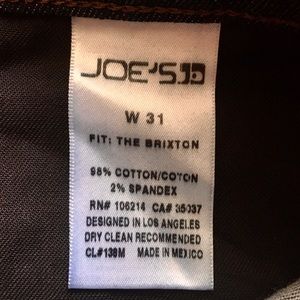 JOE'S JD
W 31
FIT: THE BRIXTON
98% COTTON/COTON
2% SPANDEX
RN# 106214 CA# 35037
DESIGNED IN LOS ANGELES
DRY CLEAN RECOMMENDED
CL#138M MADE IN MEXICO